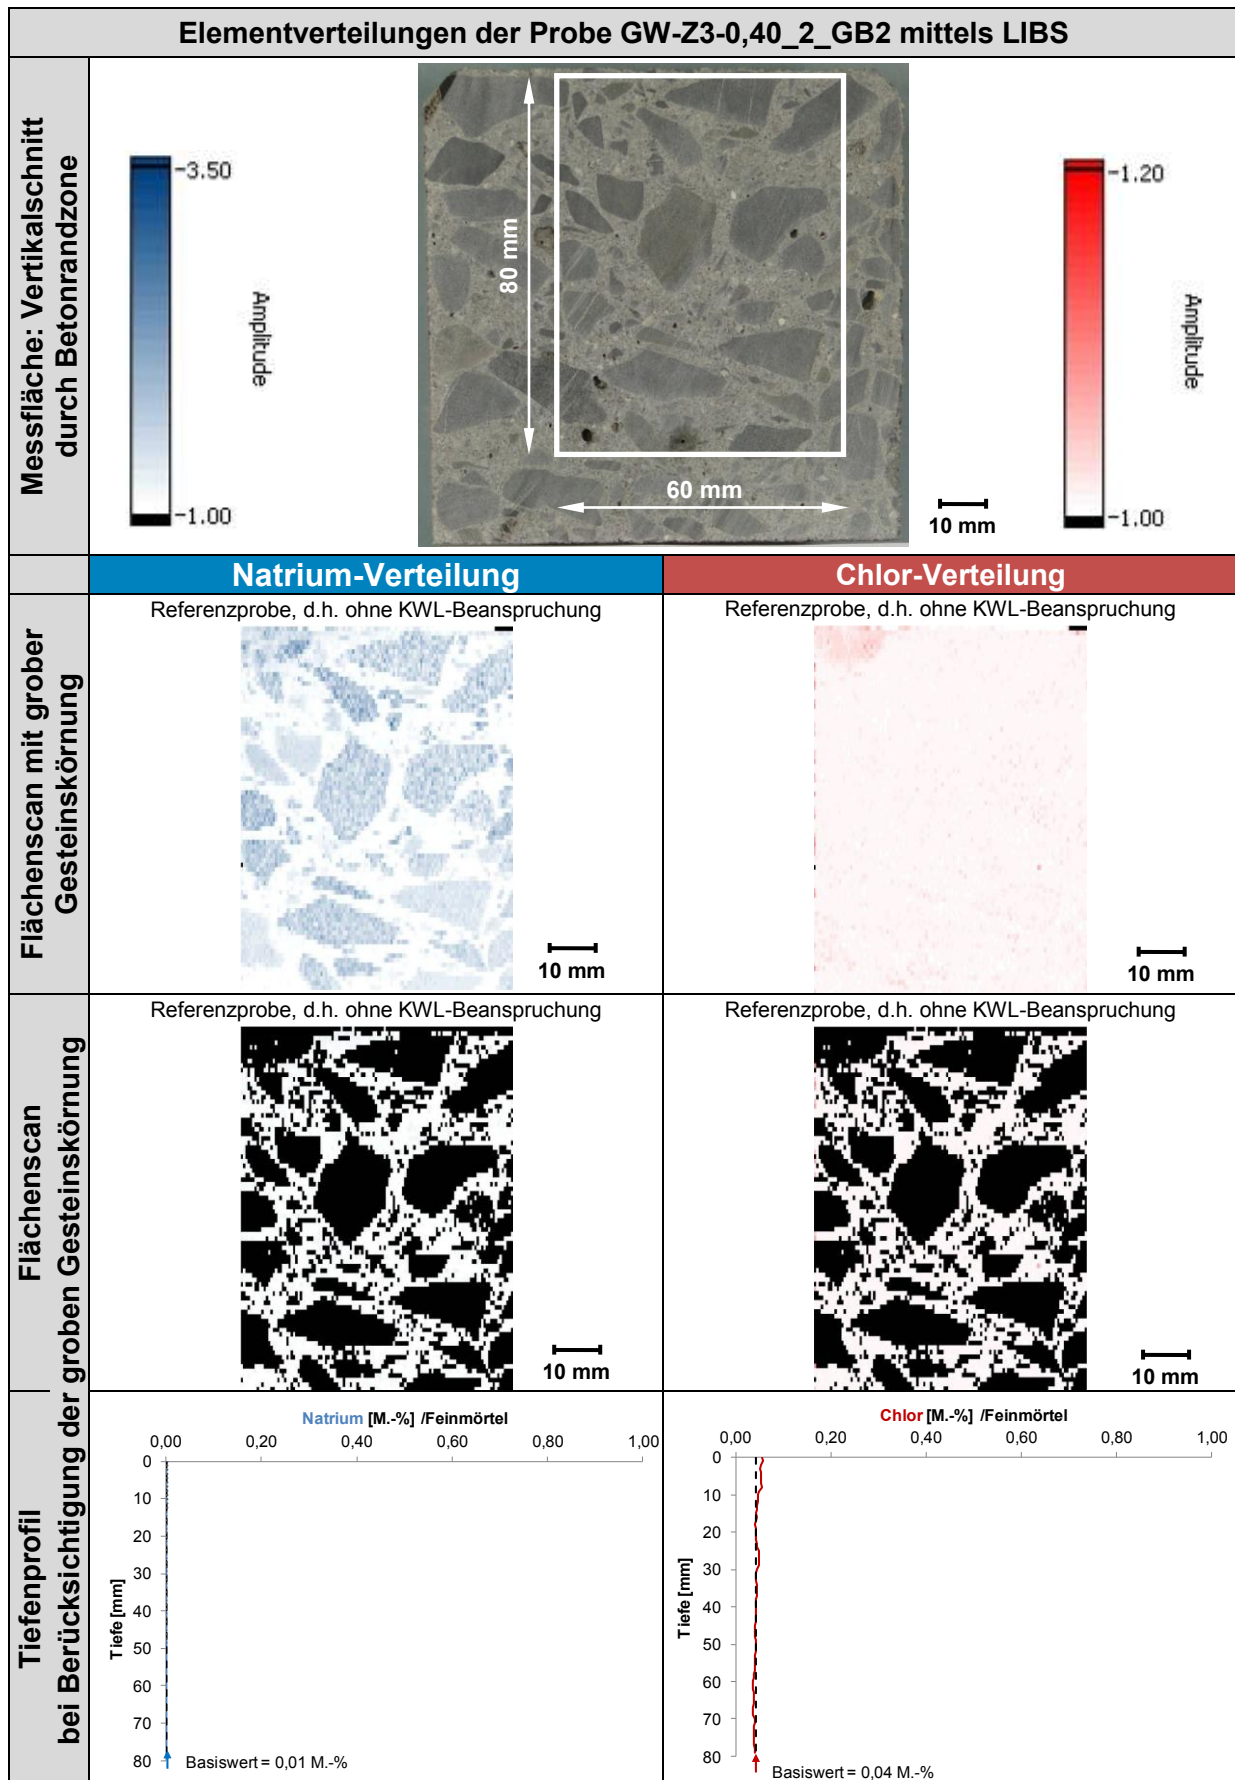 Elementverteilungen der Probe GW-Z3-0,40_2_GB2 mittels LIBS
Messfläche: Vertikalschnitt
durch Betonrandzone
3.50
1.00
Amplitude
80 mm
60 mm
10 mm
1.20
1.00
Amplitude
Natrium-Verteilung
Chlor-Verteilung
Flächenscan mit grober
Gesteinskörnung
Referenzprobe, d.h. ohne KWL-Beanspruchung
10 mm
Referenzprobe, d.h. ohne KWL-Beanspruchung
10 mm
Flächenscan
Referenzprobe, d.h. ohne KWL-Beanspruchung
10 mm
Referenzprobe, d.h. ohne KWL-Beanspruchung
10 mm
Tiefenprofil
bei Berücksichtigung der groben Gesteinskörnung
Natrium [M.-%] /Feinmörtel
0,00 0,20 0,40 0,60 0,80 1,00
Tiefe [mm]
0
10
20
30
40
50
60
70
80
Basiswert = 0,01 M.-%
Chlor [M.-%] /Feinmörtel
0,00 0,20 0,40 0,60 0,80 1,00
Tiefe [mm]
0
10
20
30
40
50
60
70
80
Basiswert = 0,04 M.-%